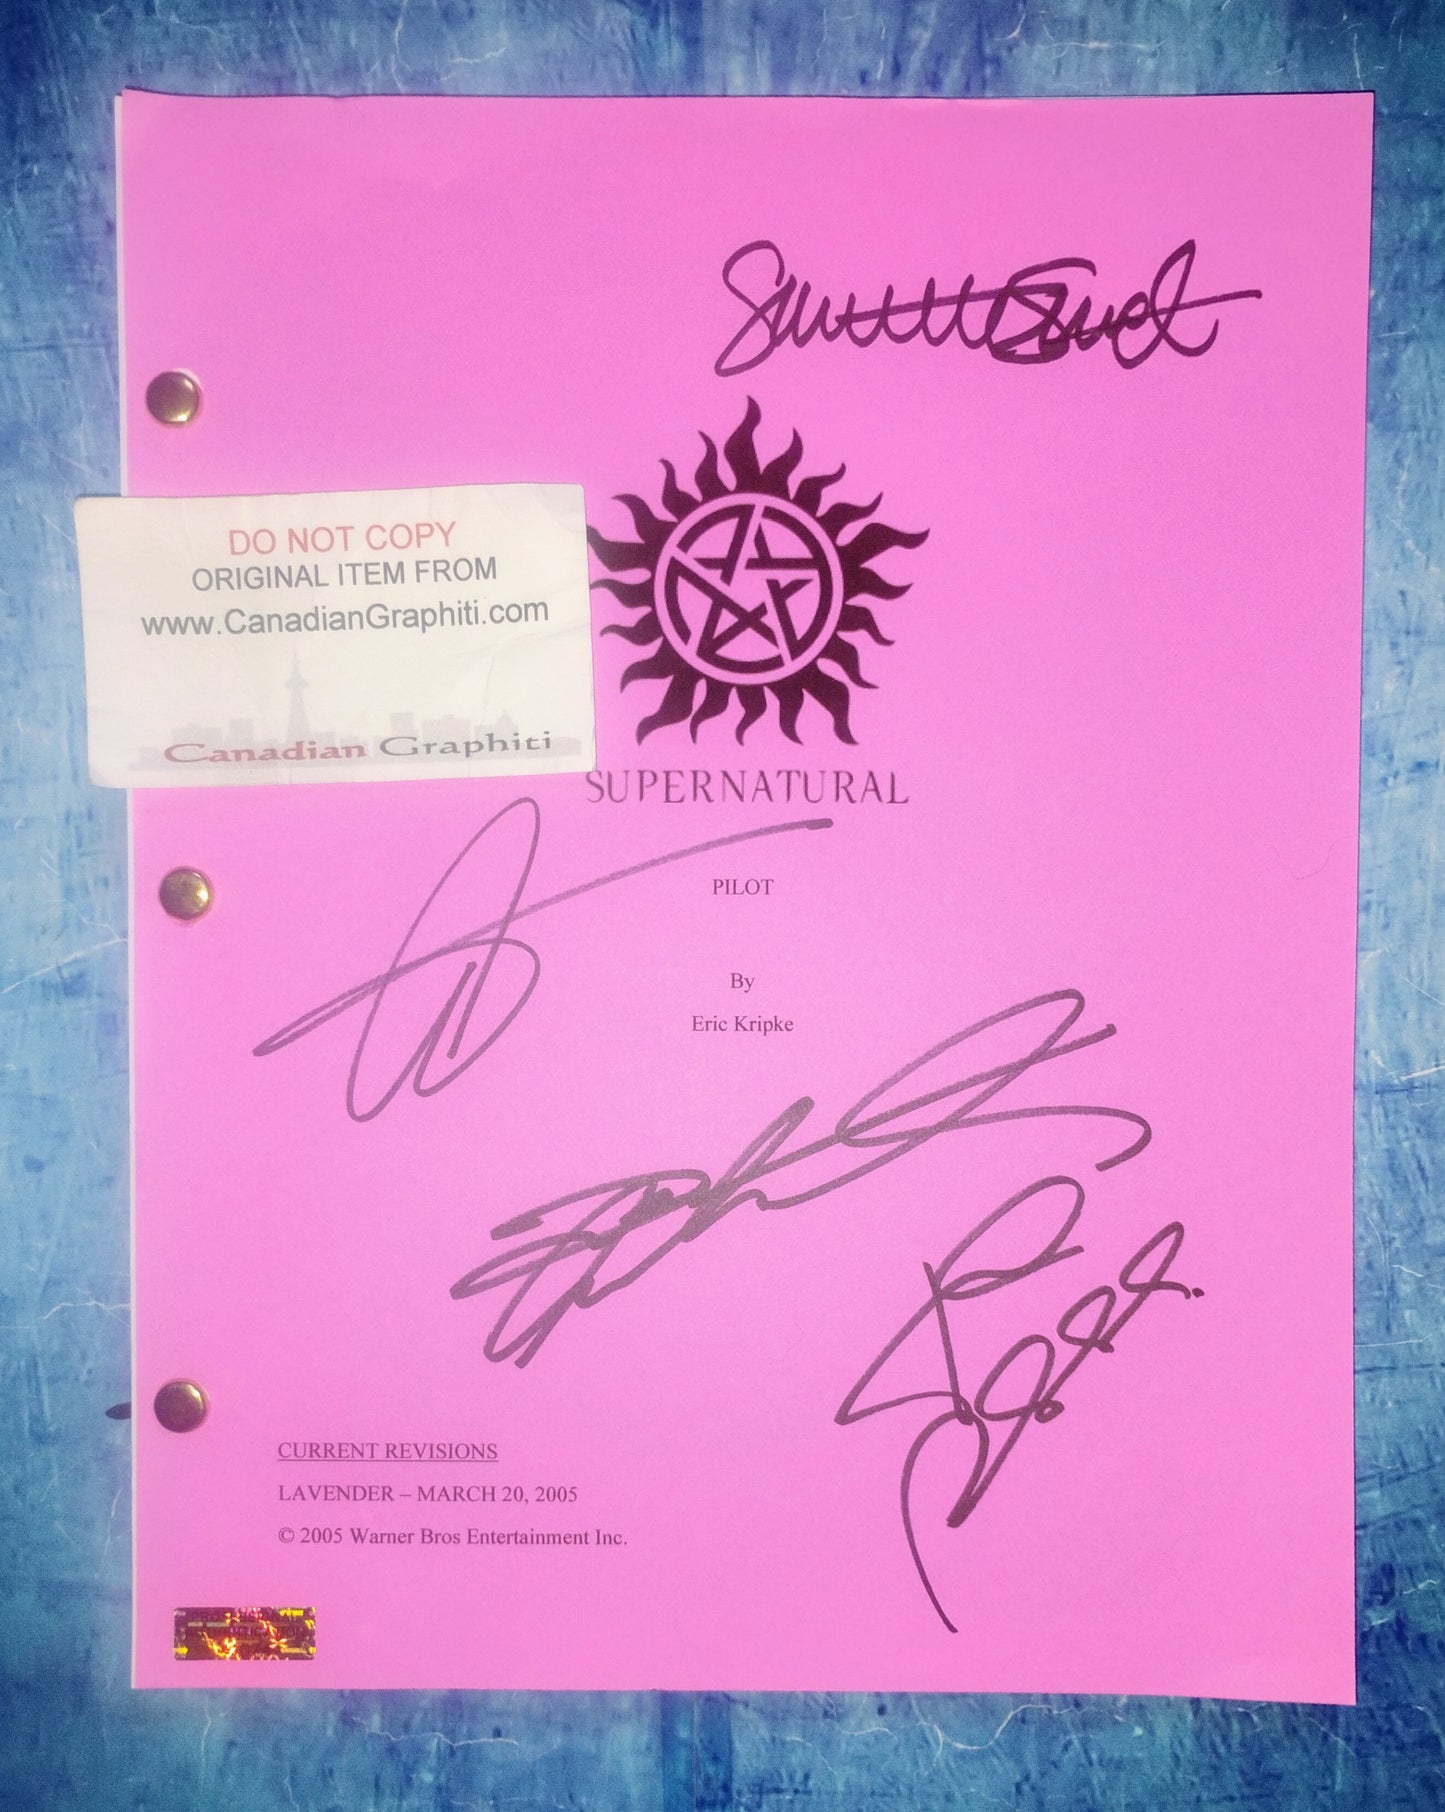 DO NOT COPY
ORIGINAL ITEM FROM
www.CanadianGraphiti.com
Canadian Graphiti
SUPERNATURAL
PILOT
By
Eric Kripke
CURRENT REVISIONS
LAVENDER – MARCH 20, 2005
© 2005 Warner Bros Entertainment Inc.